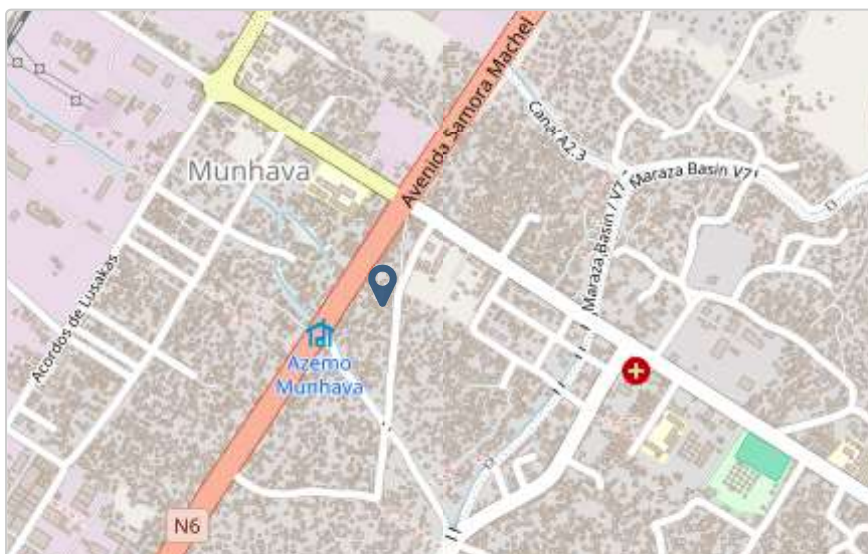 Avenida Samora Machel
Canal A2.3
Munhava
Maraza Basin V7
Maraza Basin / V7
Acordos de Lusakas
Azemo
Munhava
N6